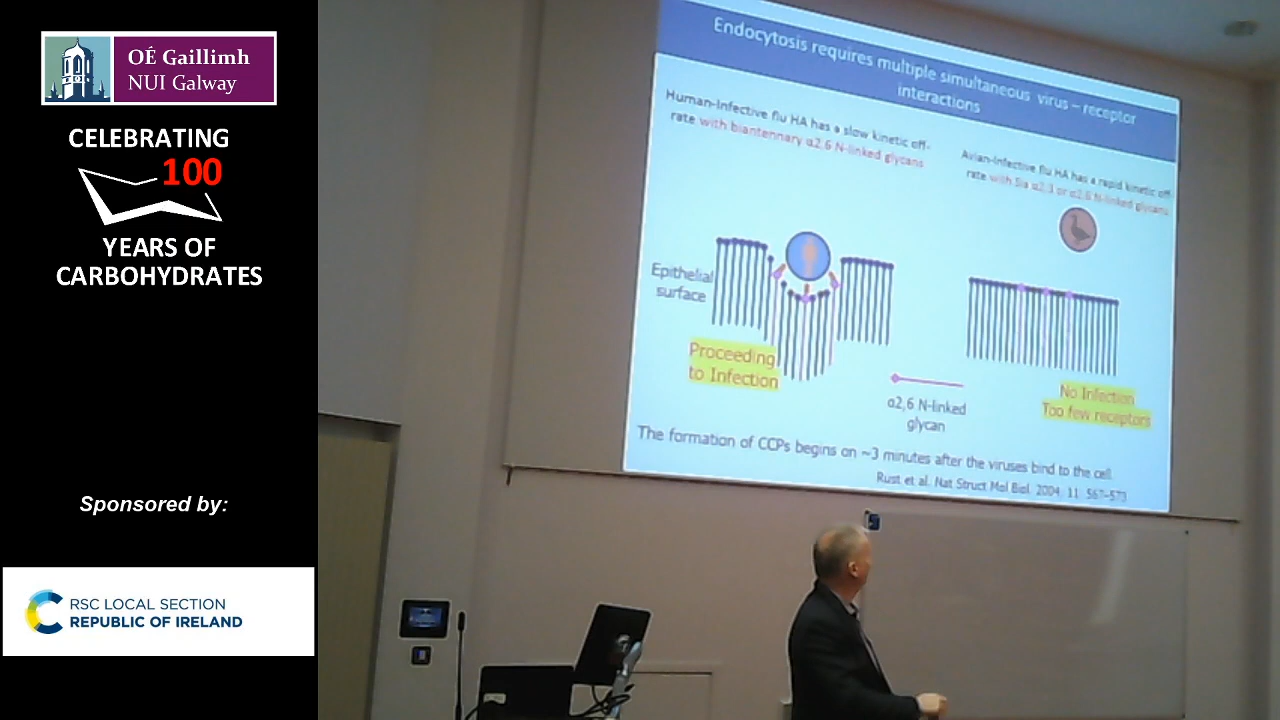 OÉ Gaillimh
NUI Galway
CELEBRATING
100
YEARS OF
CARBOHYDRATES
Sponsored by:
RSC LOCAL SECTION
REPUBLIC OF IRELAND
Endocytosis requires multiple simultaneous virus – receptor
interactions
Human-Infective flu HA has a slow kinetic off-
rate with biantennary α2,6 N-linked glycans
Avian-Infective flu HA has a rapid kinetic off-
rate with Sia α2,3 or α2,6 N-linked glycans
Epithelial
surface
Proceeding
to Infection
α2,6 N-linked
glycan
No Infection
Too few receptors
The formation of CCPs begins on ~3 minutes after the viruses bind to the cell.
Rust et al. Nat Struct Mol Biol. 2004. 11. 567–573